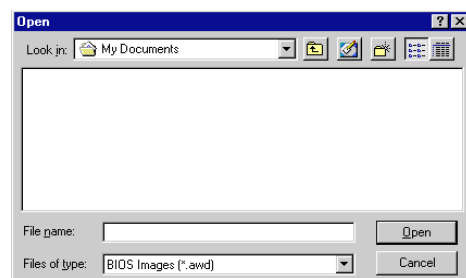 Open
Look in: My Documents
File name: Open
Files of type: BIOS Images (*.awd) Cancel